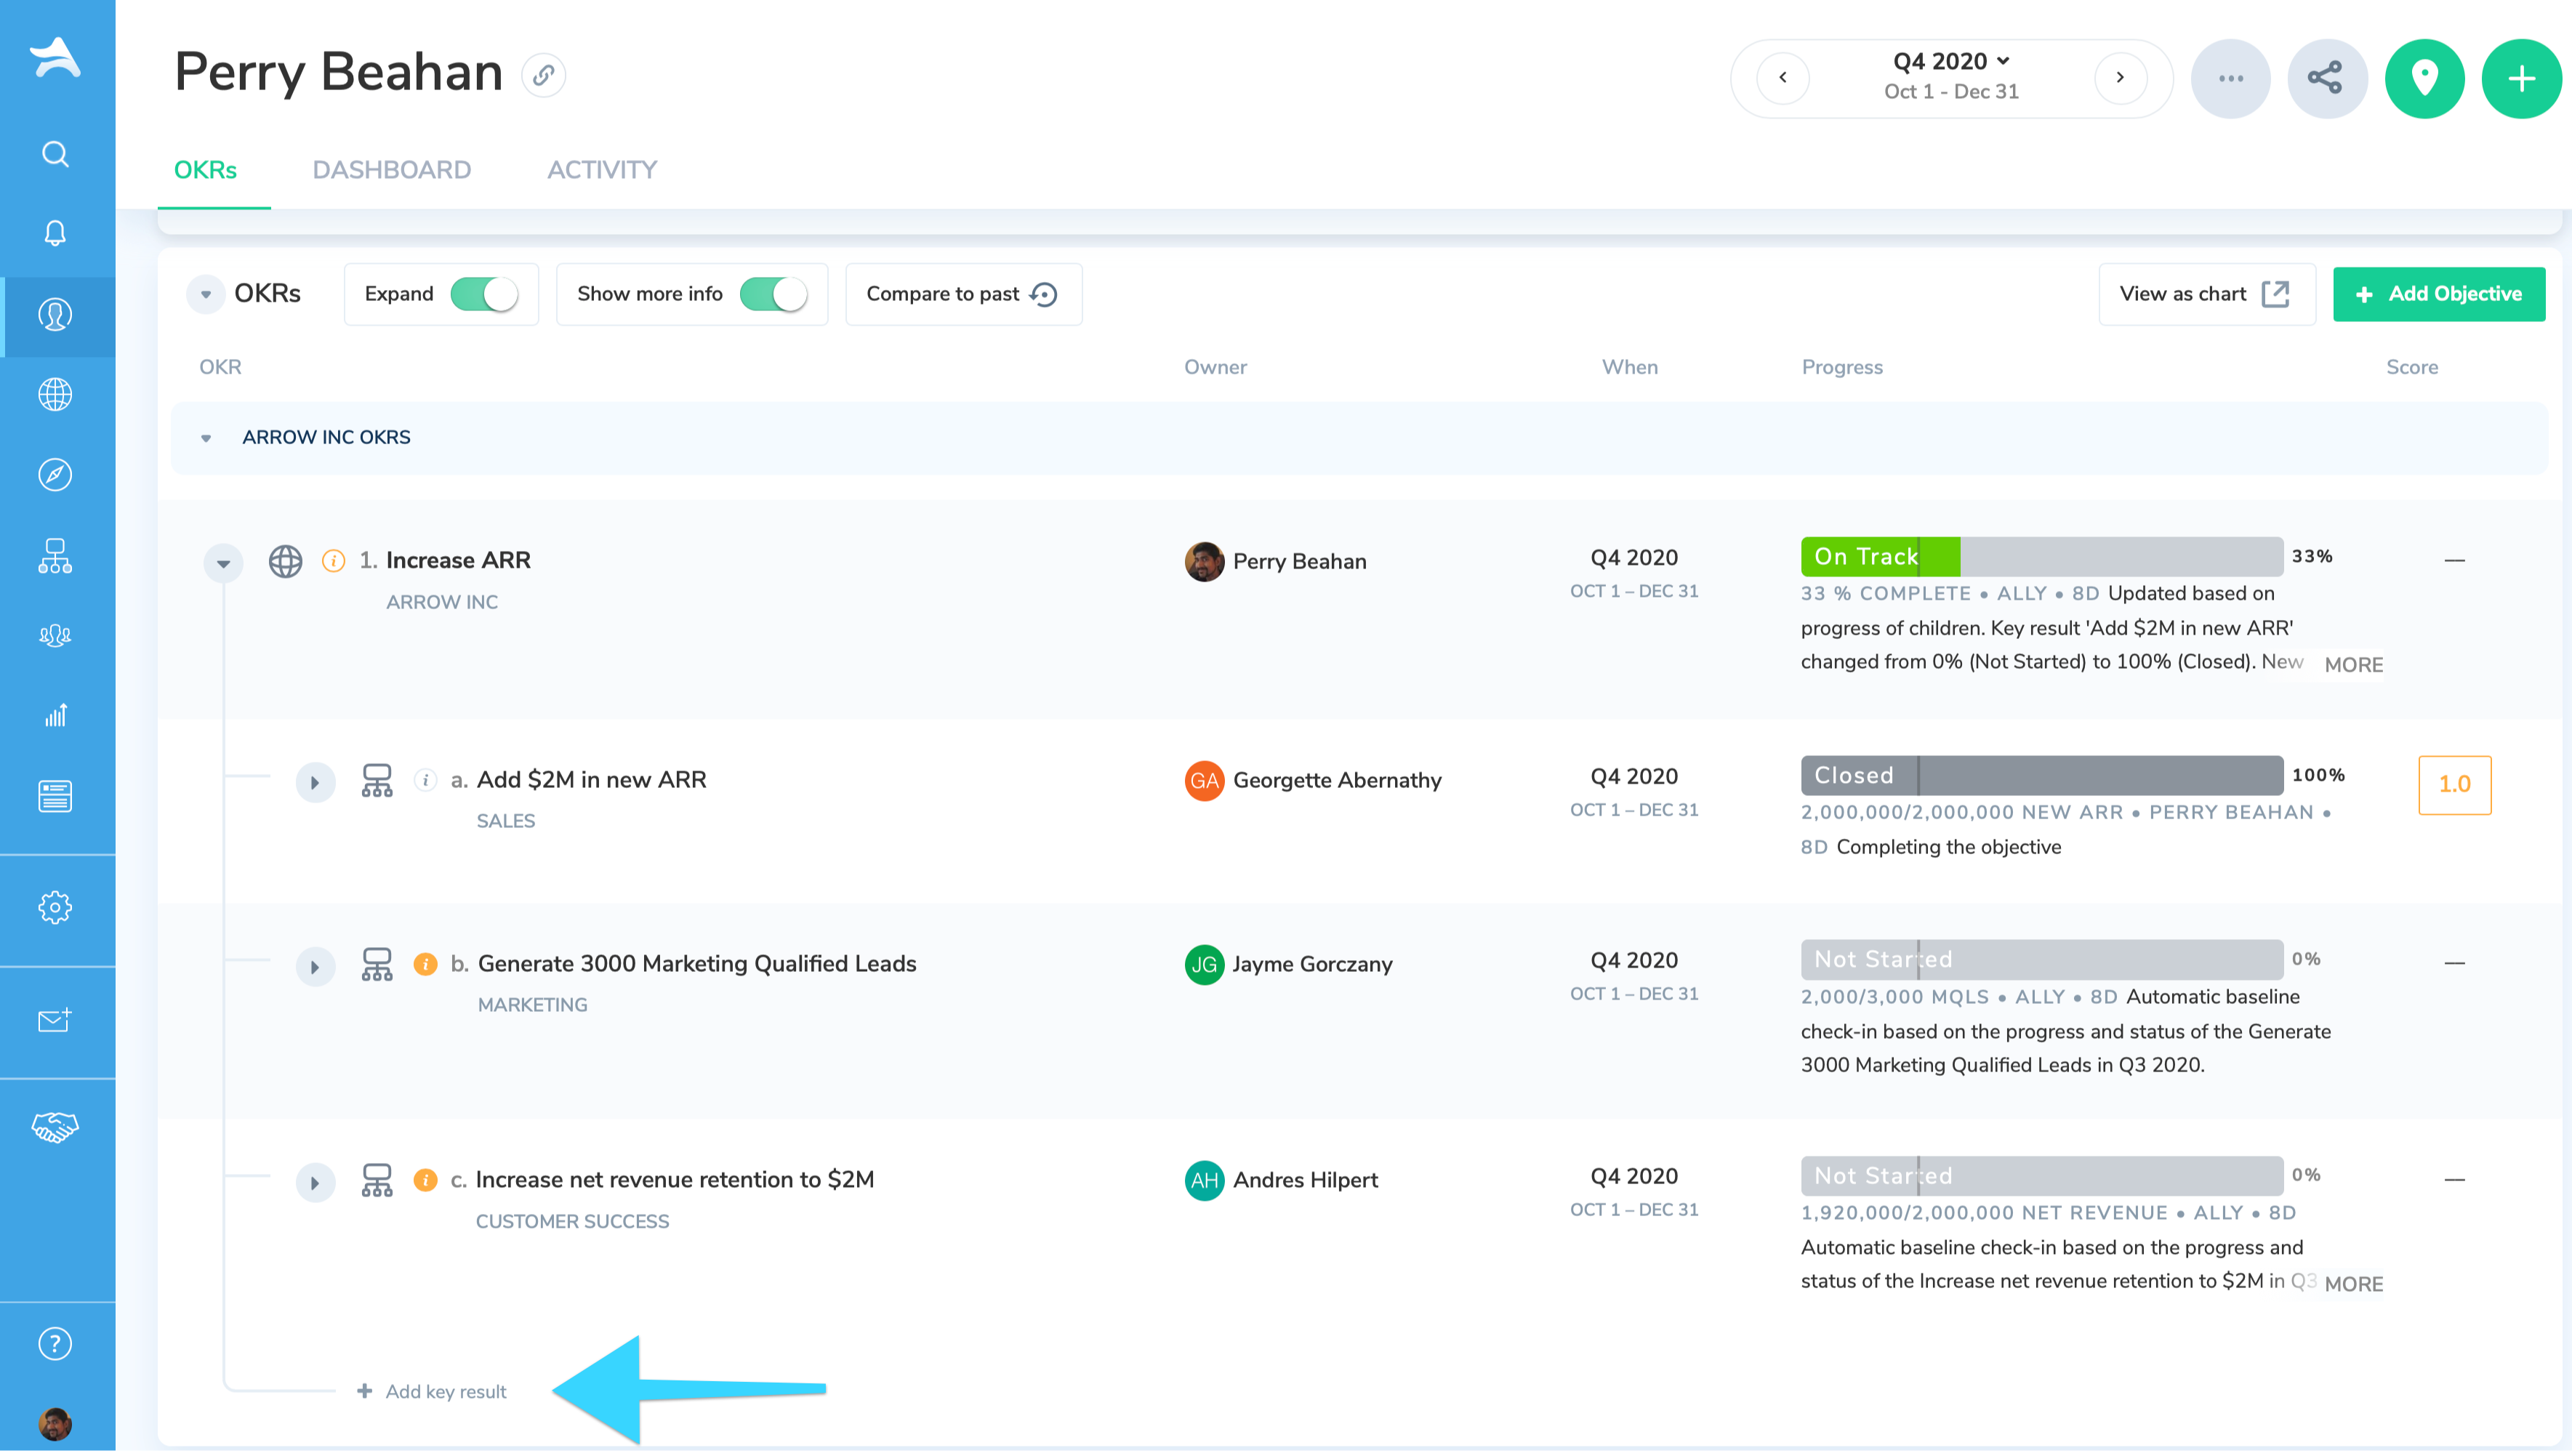 Perry Beahan
Q4 2020
Oct 1 - Dec 31
OKRs
DASHBOARD
ACTIVITY
OKRs
Expand
Show more info
Compare to past
View as chart
+ Add Objective
OKR
Owner
When
Progress
Score
ARROW INC OKRS
i
1. Increase ARR
ARROW INC
Perry Beahan
Q4 2020
OCT 1 – DEC 31
On Track
33%
33 % COMPLETE • ALLY • 8D Updated based on
progress of children. Key result 'Add $2M in new ARR'
changed from 0% (Not Started) to 100% (Closed). New MORE
—
i
a. Add $2M in new ARR
SALES
GA
Georgette Abernathy
Q4 2020
OCT 1 – DEC 31
Closed
100%
2,000,000/2,000,000 NEW ARR • PERRY BEAHAN •
8D Completing the objective
1.0
i
b. Generate 3000 Marketing Qualified Leads
MARKETING
JG
Jayme Gorczany
Q4 2020
OCT 1 – DEC 31
Not Started
0%
2,000/3,000 MQLS • ALLY • 8D Automatic baseline
check-in based on the progress and status of the Generate
3000 Marketing Qualified Leads in Q3 2020.
—
i
c. Increase net revenue retention to $2M
CUSTOMER SUCCESS
AH
Andres Hilpert
Q4 2020
OCT 1 – DEC 31
Not Started
0%
1,920,000/2,000,000 NET REVENUE • ALLY • 8D
Automatic baseline check-in based on the progress and
status of the Increase net revenue retention to $2M in Q3 MORE
—
+ Add key result
?